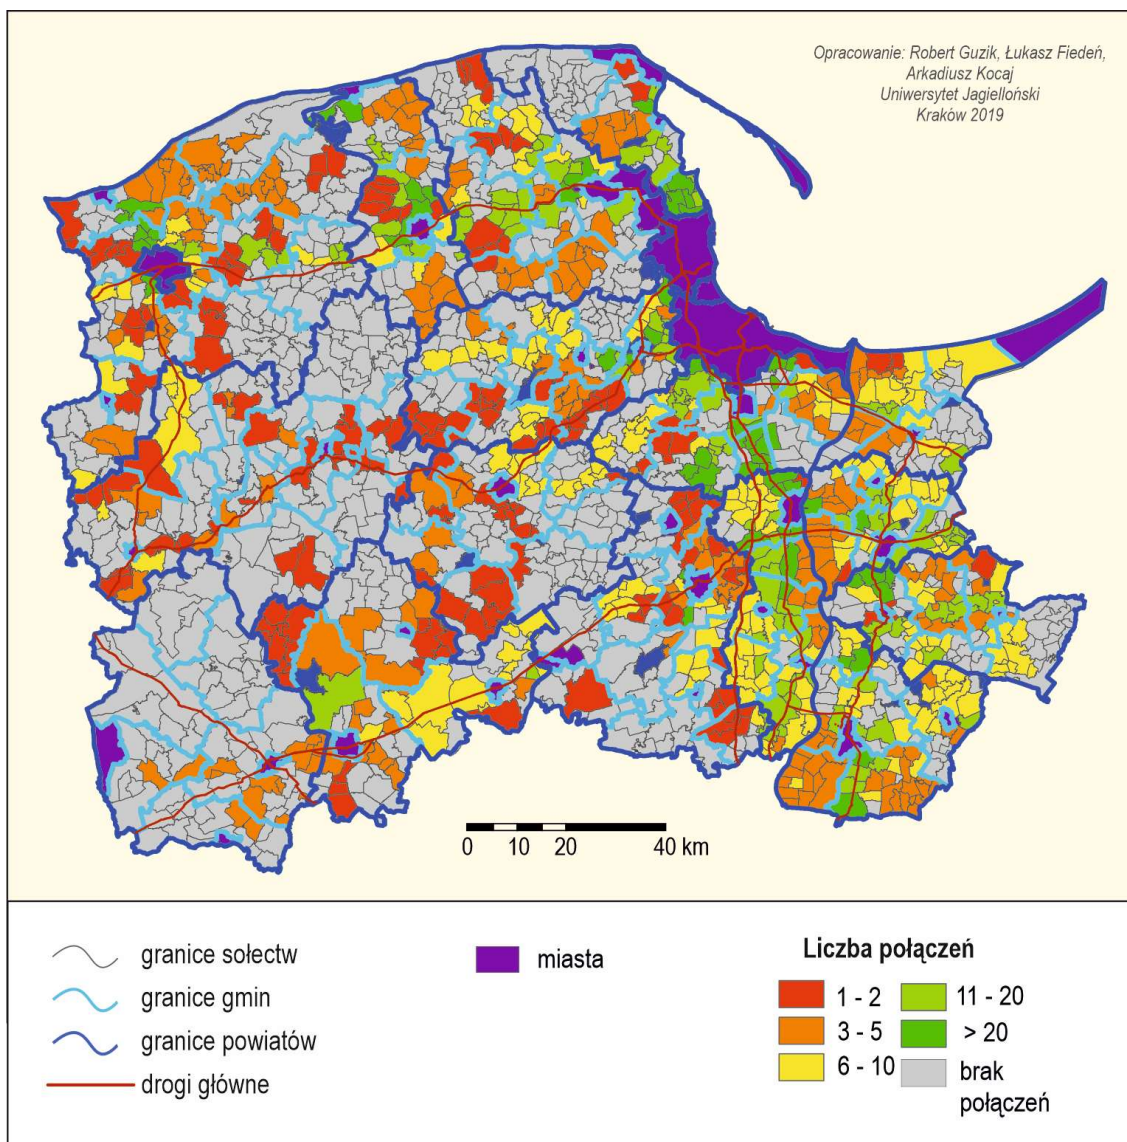 Opracowanie: Robert Guzik, Łukasz Fiedeń,
Arkadiusz Kocaj
Uniwersytet Jagielloński
Kraków 2019
0 10 20 40 km
granice sołectw
granice gmin
granice powiatów
drogi główne
miasta
Liczba połączeń
1 - 2
3 - 5
6 - 10
11 - 20
> 20
brak
połączeń